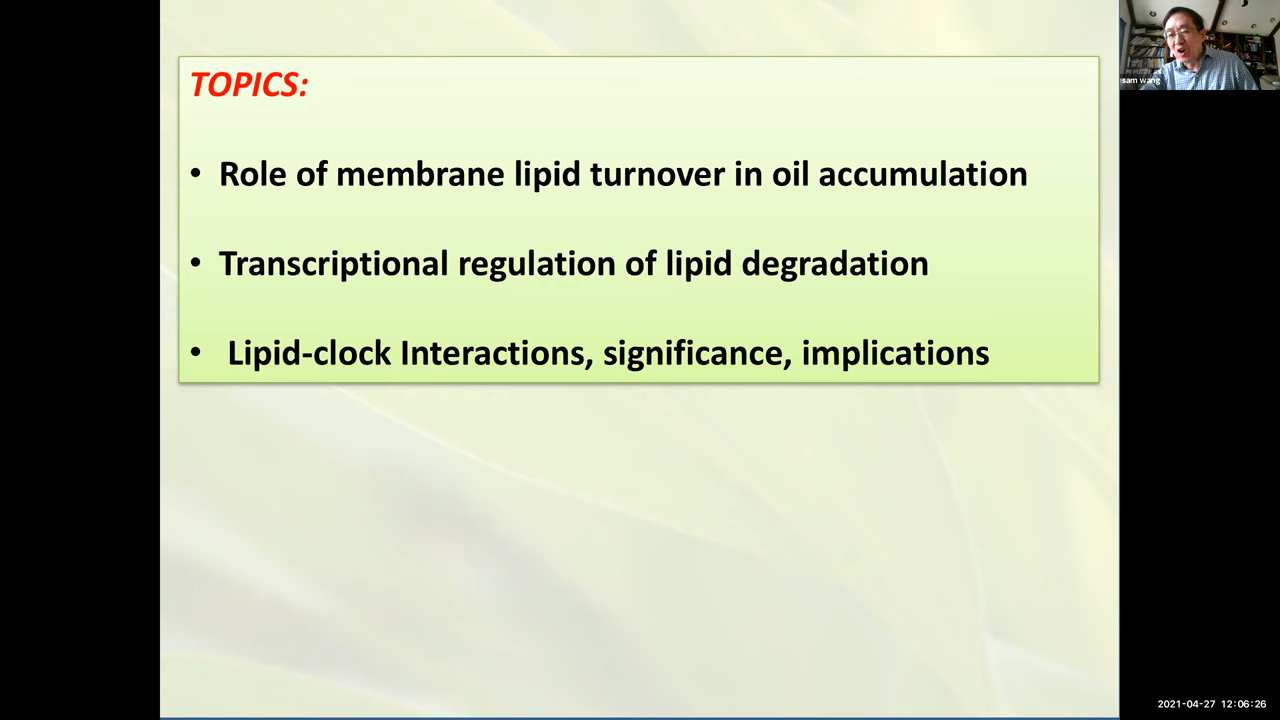 TOPICS:
• Role of membrane lipid turnover in oil accumulation
• Transcriptional regulation of lipid degradation
• Lipid-clock Interactions, significance, implications
sam wang
2021-04-27 12:06:26